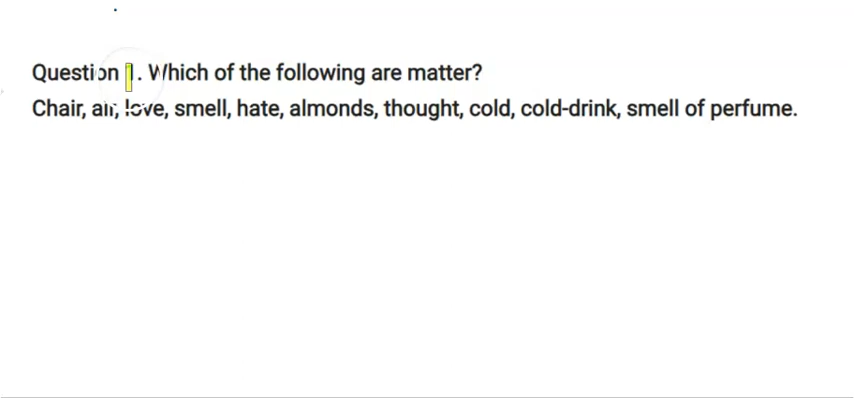 Question 1. Which of the following are matter?
Chair, air, love, smell, hate, almonds, thought, cold, cold-drink, smell of perfume.